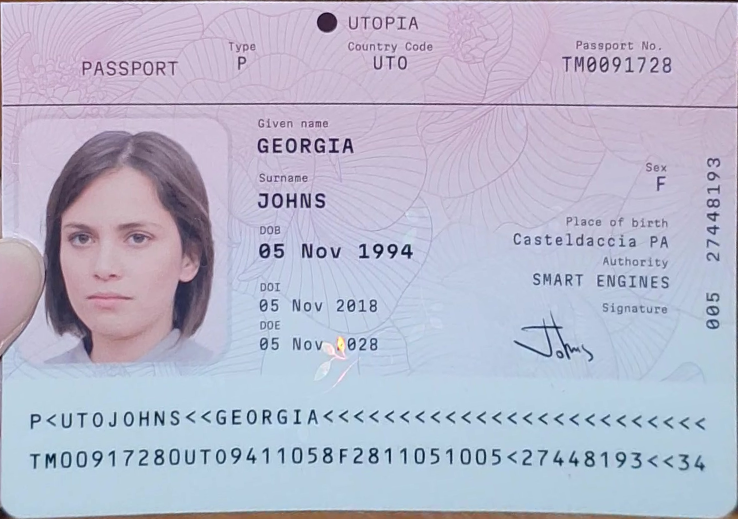 UTOPIA
PASSPORT
Type
P
Country Code
UTO
Passport No.
TM0091728
Given name
GEORGIA
Surname
JOHNS
DOB
05 Nov 1994
DOI
05 Nov 2018
DOE
05 Nov 028
Sex
F
Place of birth
Casteldaccia PA
Authority
SMART ENGINES
Signature
Johns
005 27448193
P<UTOJOHNS<<GEORGIA<<<<<<<<<<<<<<<<<<<<<<<<<
TM00917280UTO9411058F2811051005<27448193<<34